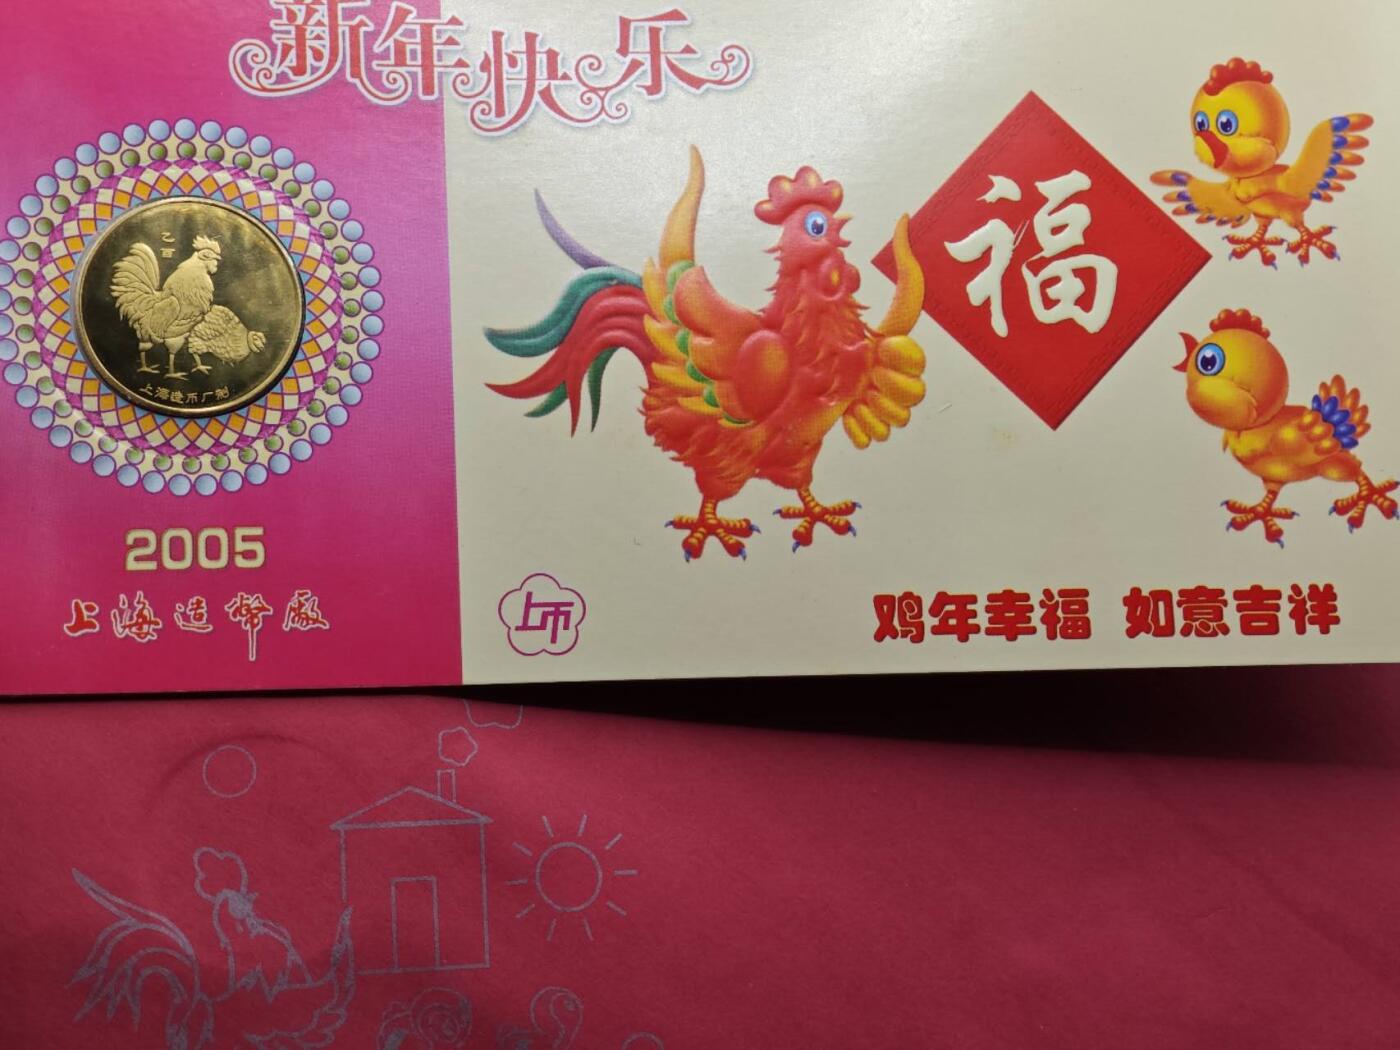 新年快乐
福
乙酉
上海造币厂制
2005
上海造幣廠
上币
鸡年幸福 如意吉祥